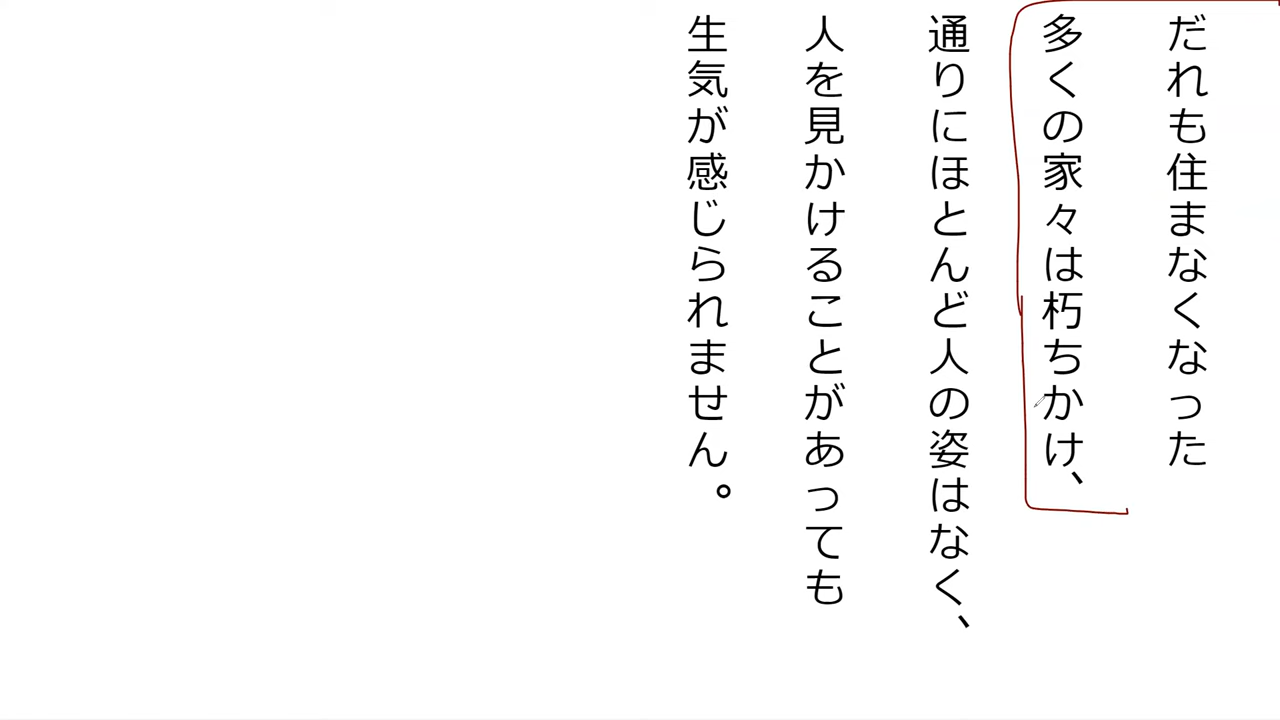 だれも住まなくなった
多くの家々は朽ちかけ、
通りにほとんど人の姿はなく、
人を見かけることがあっても
生気が感じられません。